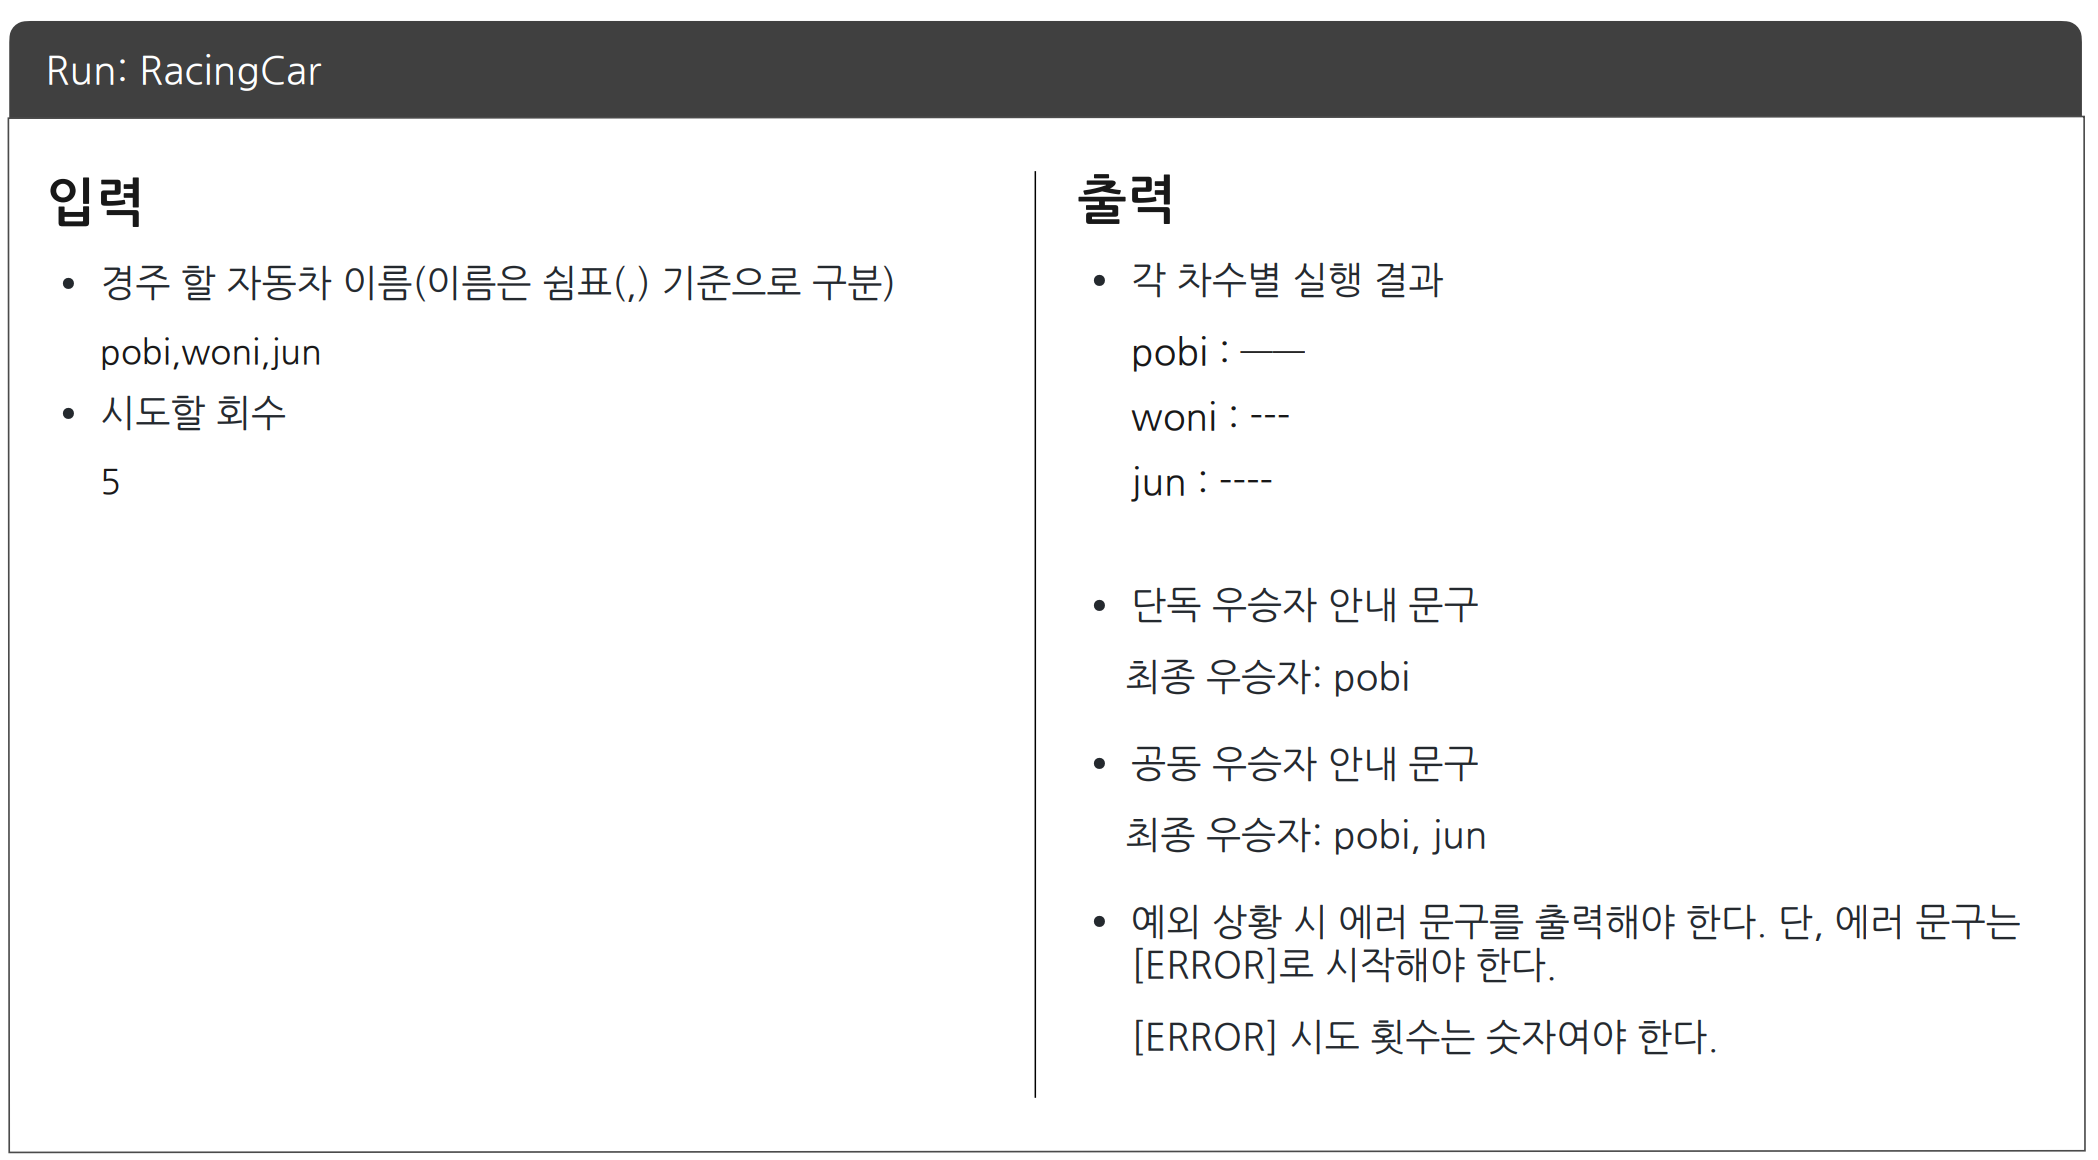 Run: RacingCar
입력
• 경주 할 자동차 이름(이름은 쉼표(,) 기준으로 구분)
pobi,woni,jun
• 시도할 회수
5
출력
• 각 차수별 실행 결과
pobi : ——
woni : ---
jun : ----
• 단독 우승자 안내 문구
최종 우승자: pobi
• 공동 우승자 안내 문구
최종 우승자: pobi, jun
• 예외 상황 시 에러 문구를 출력해야 한다. 단, 에러 문구는
[ERROR]로 시작해야 한다.
[ERROR] 시도 횟수는 숫자여야 한다.